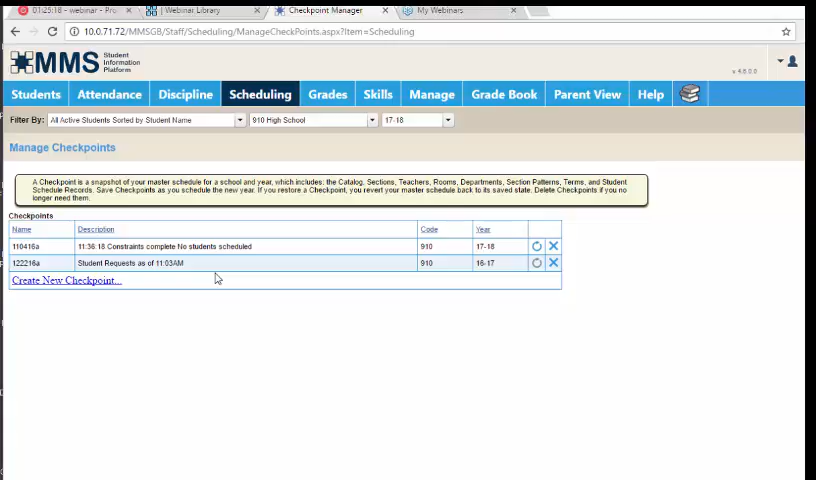 01:25:18 - webinar - Pro
Webinar Library
Checkpoint Manager
My Webinars
10.0.71.72/MMSGB/Staff/Scheduling/ManageCheckPoints.aspx?Item=Scheduling
MMS Student Information Platform
v 4.8.0.8
Students Attendance Discipline Scheduling Grades Skills Manage Grade Book Parent View Help
Filter By: All Active Students Sorted by Student Name 910 High School 17-18
Manage Checkpoints
A Checkpoint is a snapshot of your master schedule for a school and year, which includes: the Catalog, Sections, Teachers, Rooms, Departments, Section Patterns, Terms, and Student
Schedule Records. Save Checkpoints as you schedule the new year. If you restore a Checkpoint, you revert your master schedule back to its saved state. Delete Checkpoints if you no
longer need them.
Checkpoints
Name Description Code Year
110416a 11:36:18 Constraints complete No students scheduled 910 17-18
122216a Student Requests as of 11:03AM 910 16-17
Create New Checkpoint...